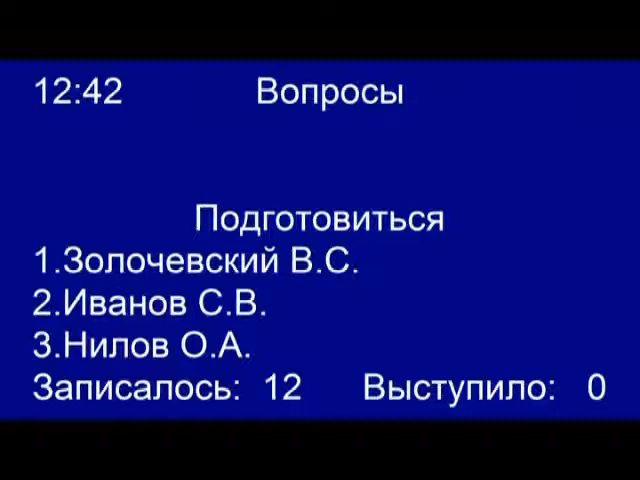 12:42 Вопросы
Подготовиться
1.Золочевский В.С.
2.Иванов С.В.
3.Нилов О.А.
Записалось: 12 Выступило: 0